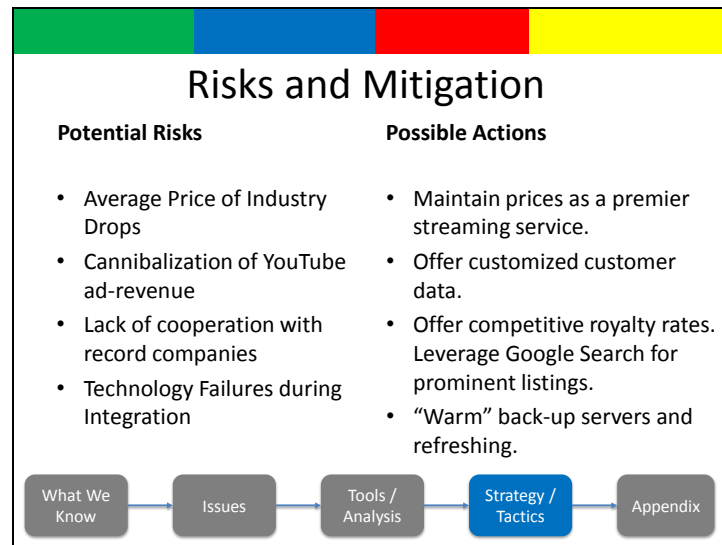 Risks and Mitigation
Potential Risks
• Average Price of Industry
Drops
• Cannibalization of YouTube
ad-revenue
• Lack of cooperation with
record companies
• Technology Failures during
Integration
Possible Actions
• Maintain prices as a premier
streaming service.
• Offer customized customer
data.
• Offer competitive royalty rates.
Leverage Google Search for
prominent listings.
• “Warm” back-up servers and
refreshing.
What We
Know
Issues
Tools /
Analysis
Strategy /
Tactics
Appendix